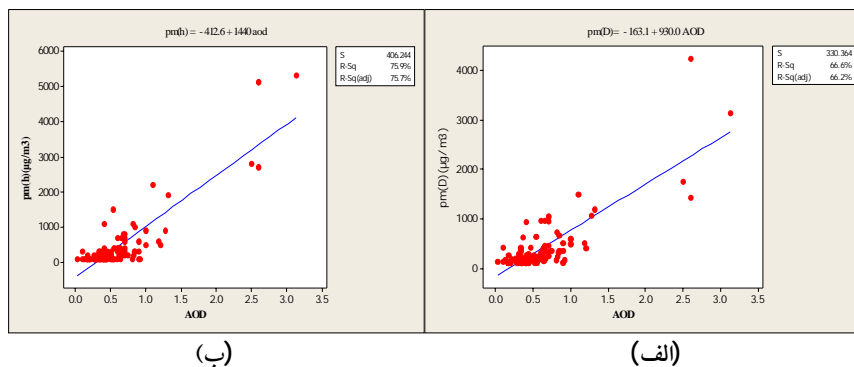 pm(h) = - 412.6 + 1440 aod
S 406.244
R-Sq 75.9%
R-Sq(adj) 75.7%
6000
5000
4000
3000
2000
1000
0
pm(h)(µg/m3)
0.0 0.5 1.0 1.5 2.0 2.5 3.0 3.5
AOD
(ب)
pm(D) = - 163.1 + 930.0 AOD
S 330.364
R-Sq 66.6%
R-Sq(adj) 66.2%
4000
3000
2000
1000
0
pm(D) (µg/m3)
0.0 0.5 1.0 1.5 2.0 2.5 3.0 3.5
AOD
(الف)